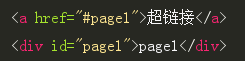 <a href="#page1">超链接</a>
<div id="page1">page1</div>